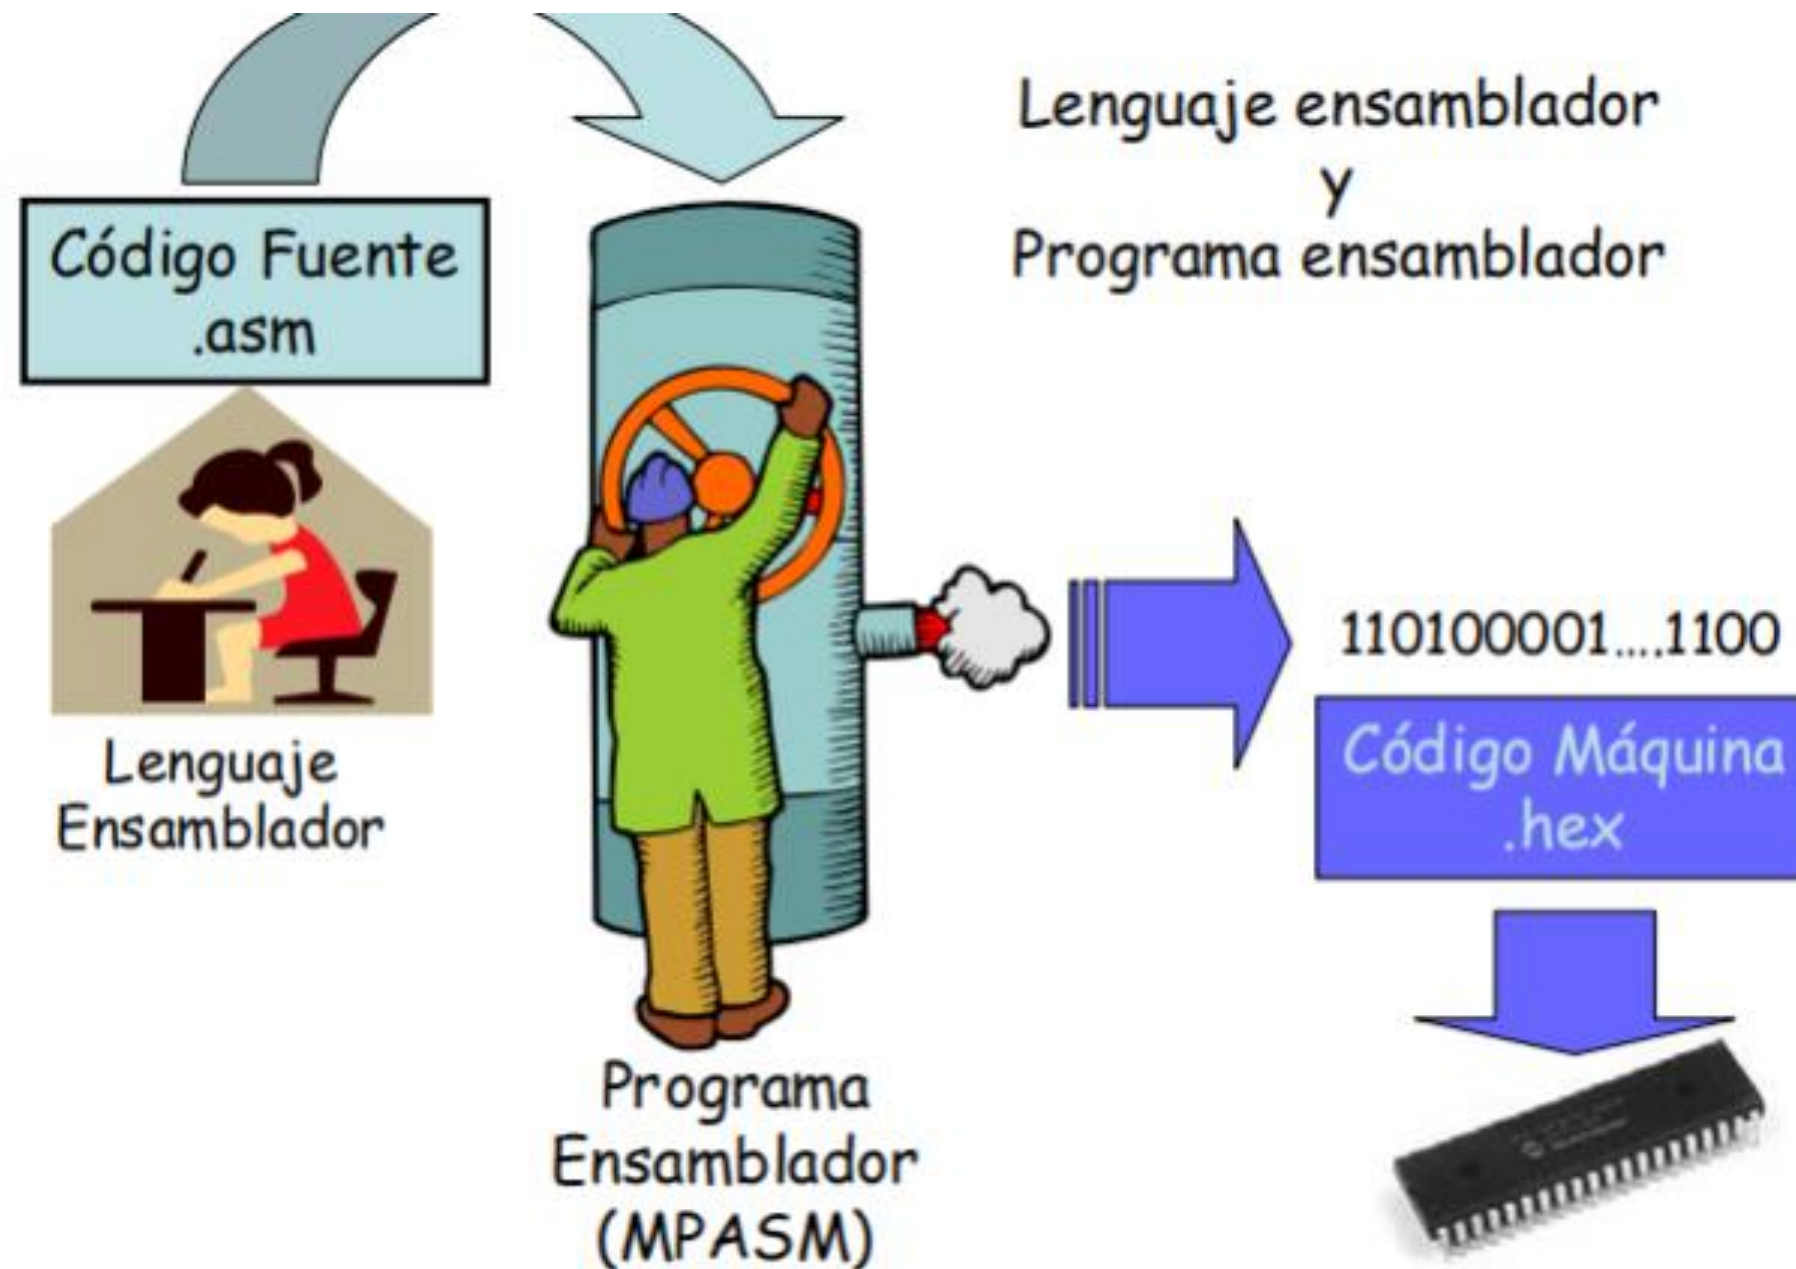 Lenguaje ensamblador
y
Programa ensamblador
Código Fuente
.asm
Lenguaje
Ensamblador
Programa
Ensamblador
(MPASM)
110100001....1100
Código Máquina
.hex